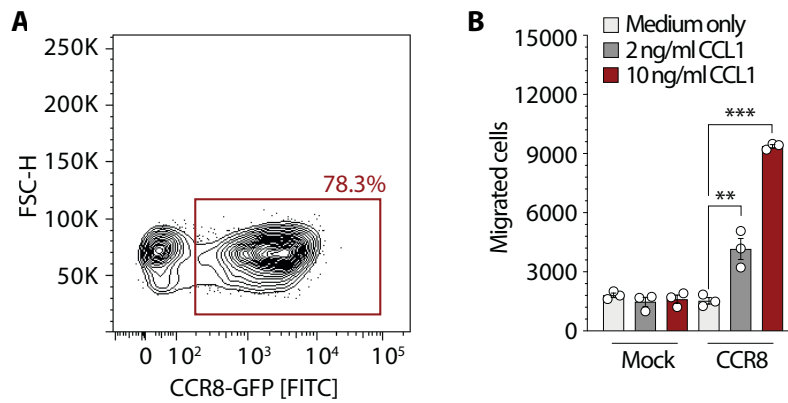 A
250K
200K
150K
100K
50K
FSC-H
78.3%
0 10² 10³ 10⁴ 10⁵
CCR8-GFP [FITC]
B
Medium only
2 ng/ml CCL1
10 ng/ml CCL1
15000
12000
9000
6000
3000
0
Migrated cells
***
**
Mock CCR8